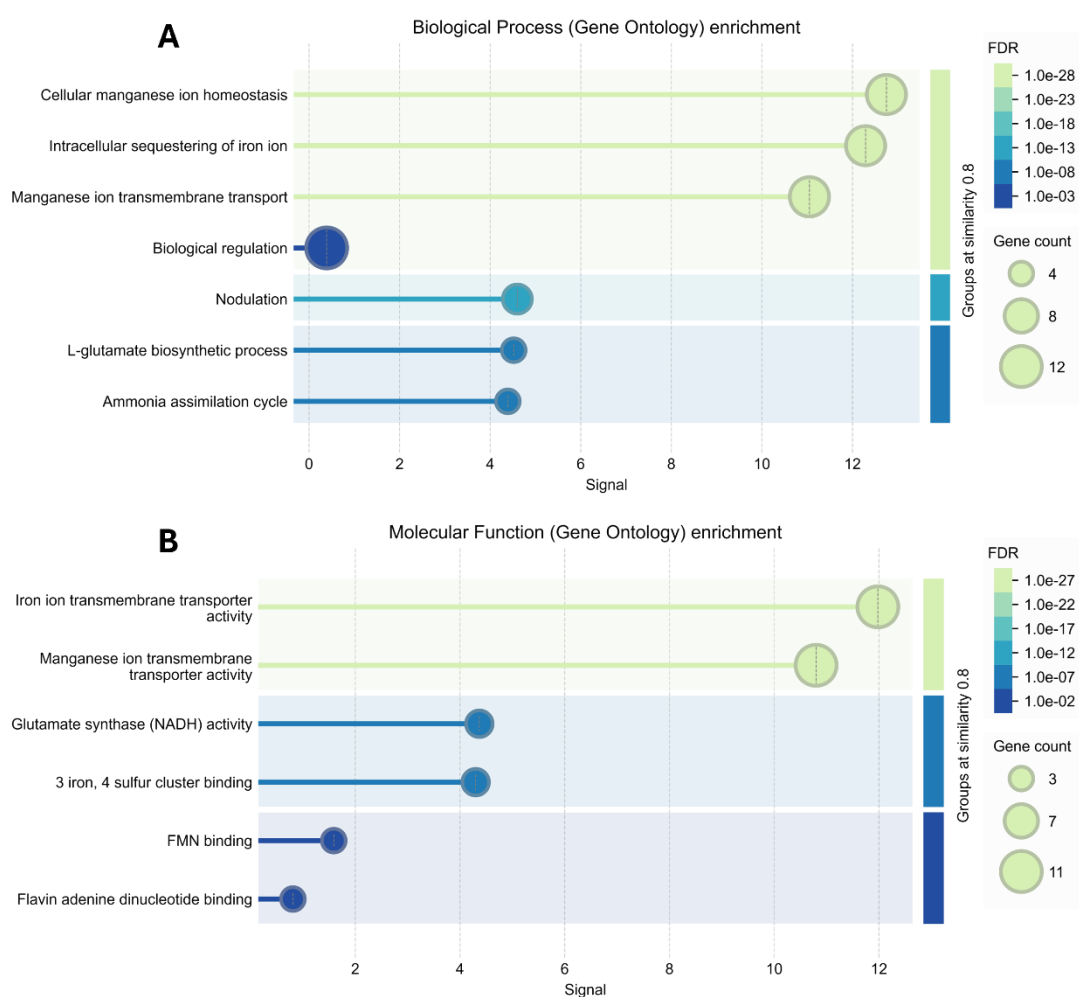 A
Biological Process (Gene Ontology) enrichment
Cellular manganese ion homeostasis
Intracellular sequestering of iron ion
Manganese ion transmembrane transport
Biological regulation
Nodulation
L-glutamate biosynthetic process
Ammonia assimilation cycle
0 2 4 6 8 10 12
Signal
Groups at similarity 0.8
FDR
1.0e-28
1.0e-23
1.0e-18
1.0e-13
1.0e-08
1.0e-03
Gene count
4
8
12
B
Molecular Function (Gene Ontology) enrichment
Iron ion transmembrane transporter
activity
Manganese ion transmembrane
transporter activity
Glutamate synthase (NADH) activity
3 iron, 4 sulfur cluster binding
FMN binding
Flavin adenine dinucleotide binding
2 4 6 8 10 12
Signal
Groups at similarity 0.8
FDR
1.0e-27
1.0e-22
1.0e-17
1.0e-12
1.0e-07
1.0e-02
Gene count
3
7
11